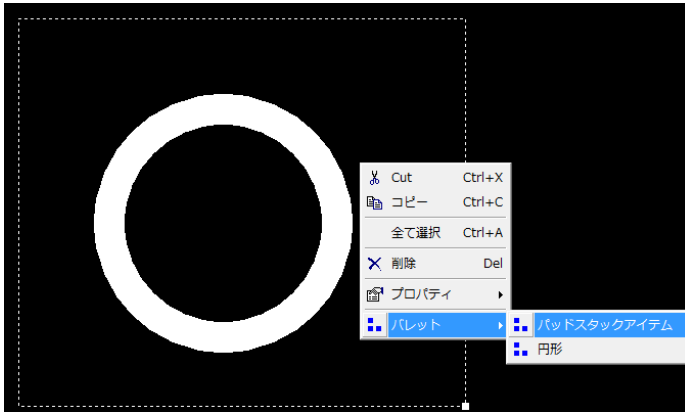 Cut Ctrl+X
コピー Ctrl+C
全て選択 Ctrl+A
削除 Del
プロパティ
パレット
パッドスタックアイテム
円形